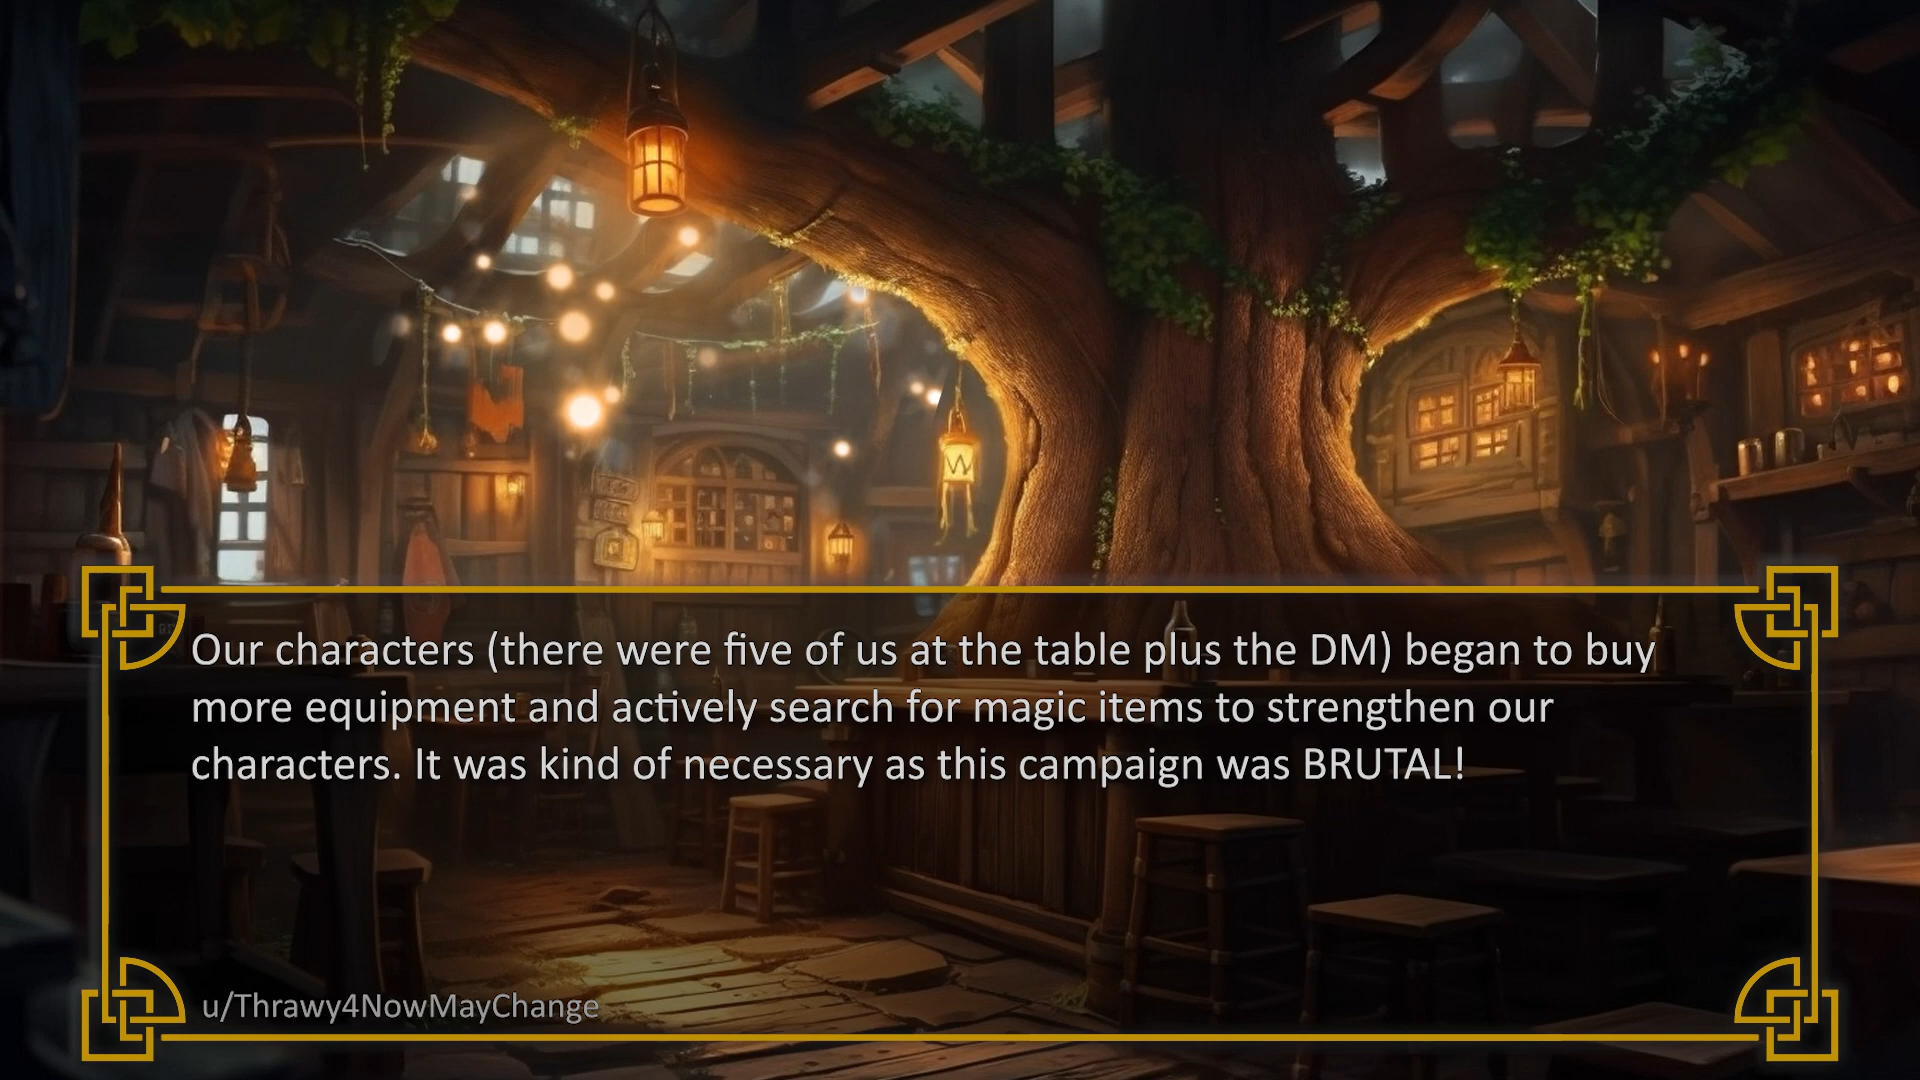 W
Our characters (there were five of us at the table plus the DM) began to buy
more equipment and actively search for magic items to strengthen our
characters. It was kind of necessary as this campaign was BRUTAL!
u/Thrawy4NowMayChange